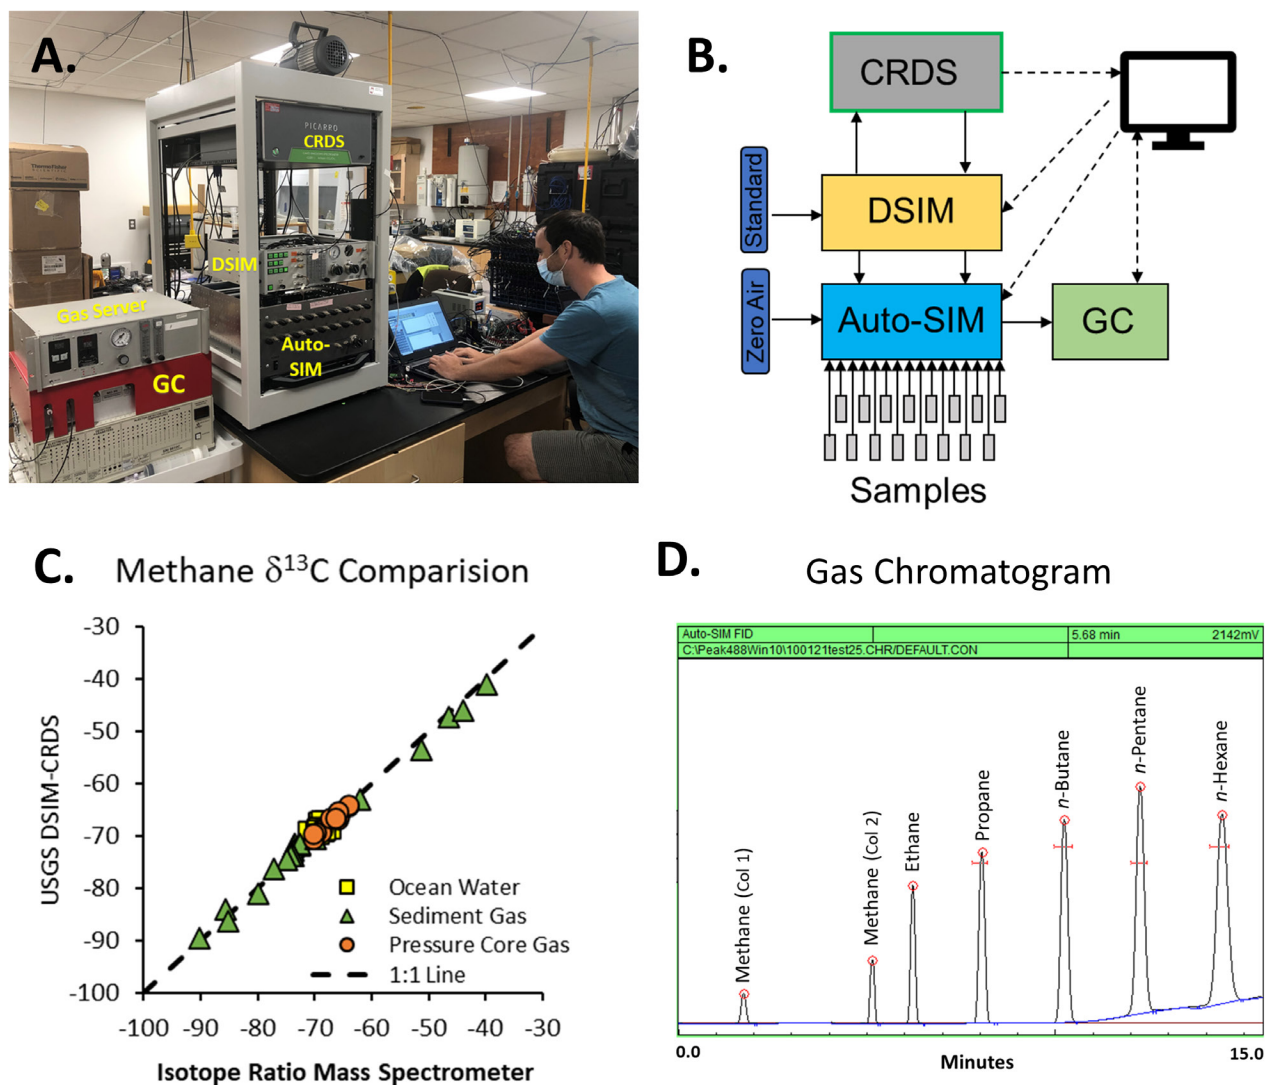 A.
PICARRO
CRDS
ThermoFisher
SCIENTIFIC
DSIM
Gas Server
Auto-
SIM
GC
B.
CRDS
Standard
DSIM
Zero Air
Auto-SIM
GC
Samples
C.
Methane δ13C Comparision
USGS DSIM-CRDS
-30
-40
-50
-60
-70
-80
-90
-100
Ocean Water
Sediment Gas
Pressure Core Gas
1:1 Line
-100 -90 -80 -70 -60 -50 -40 -30
Isotope Ratio Mass Spectrometer
D.
Gas Chromatogram
Auto-SIM FID 5.68 min 2142mV
C:\Peak488Win10\100121test25.CHR/DEFAULT.CON
Methane (Col 1)
Methane (Col 2)
Ethane
Propane
n-Butane
n-Pentane
n-Hexane
0.0 15.0
Minutes